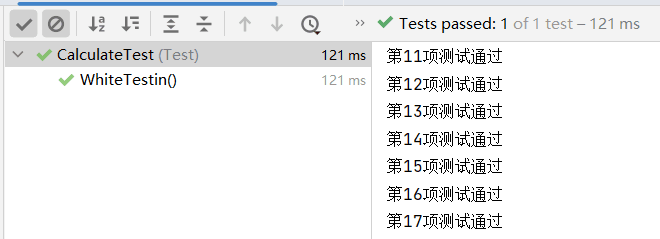 Tests passed: 1 of 1 test – 121 ms
CalculateTest (Test) 121 ms
WhiteTestin() 121 ms
第11项测试通过
第12项测试通过
第13项测试通过
第14项测试通过
第15项测试通过
第16项测试通过
第17项测试通过